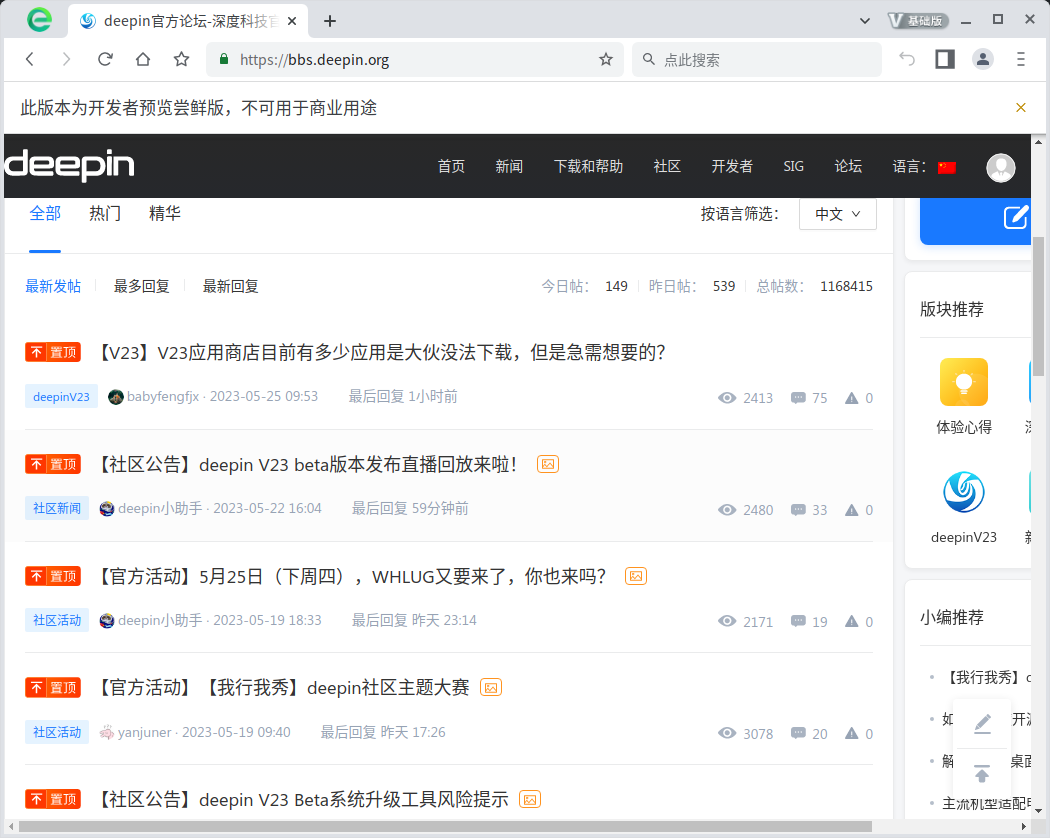 deepin官方论坛-深度科技官
基础版
https://bbs.deepin.org
点此搜索
此版本为开发者预览尝鲜版，不可用于商业用途
deepin
首页 新闻 下载和帮助 社区 开发者 SIG 论坛 语言：
全部 热门 精华 按语言筛选： 中文
最新发帖 最多回复 最新回复 今日帖： 149 昨日帖： 539 总帖数： 1168415
置顶 【V23】V23应用商店目前有多少应用是大伙没法下载，但是急需想要的？
deepinV23 babyfengfjx · 2023-05-25 09:53 最后回复 1小时前 2413 75 0
置顶 【社区公告】deepin V23 beta版本发布直播回放来啦！
社区新闻 deepin小助手 · 2023-05-22 16:04 最后回复 59分钟前 2480 33 0
置顶 【官方活动】5月25日（下周四），WHLUG又要来了，你也来吗？
社区活动 deepin小助手 · 2023-05-19 18:33 最后回复 昨天 23:14 2171 19 0
置顶 【官方活动】【我行我秀】deepin社区主题大赛
社区活动 yanjuner · 2023-05-19 09:40 最后回复 昨天 17:26 3078 20 0
置顶 【社区公告】deepin V23 Beta系统升级工具风险提示
版块推荐
体验心得
deepinV23 新
小编推荐
【我行我秀】d
如 开源
解 桌面
主流机型适配申